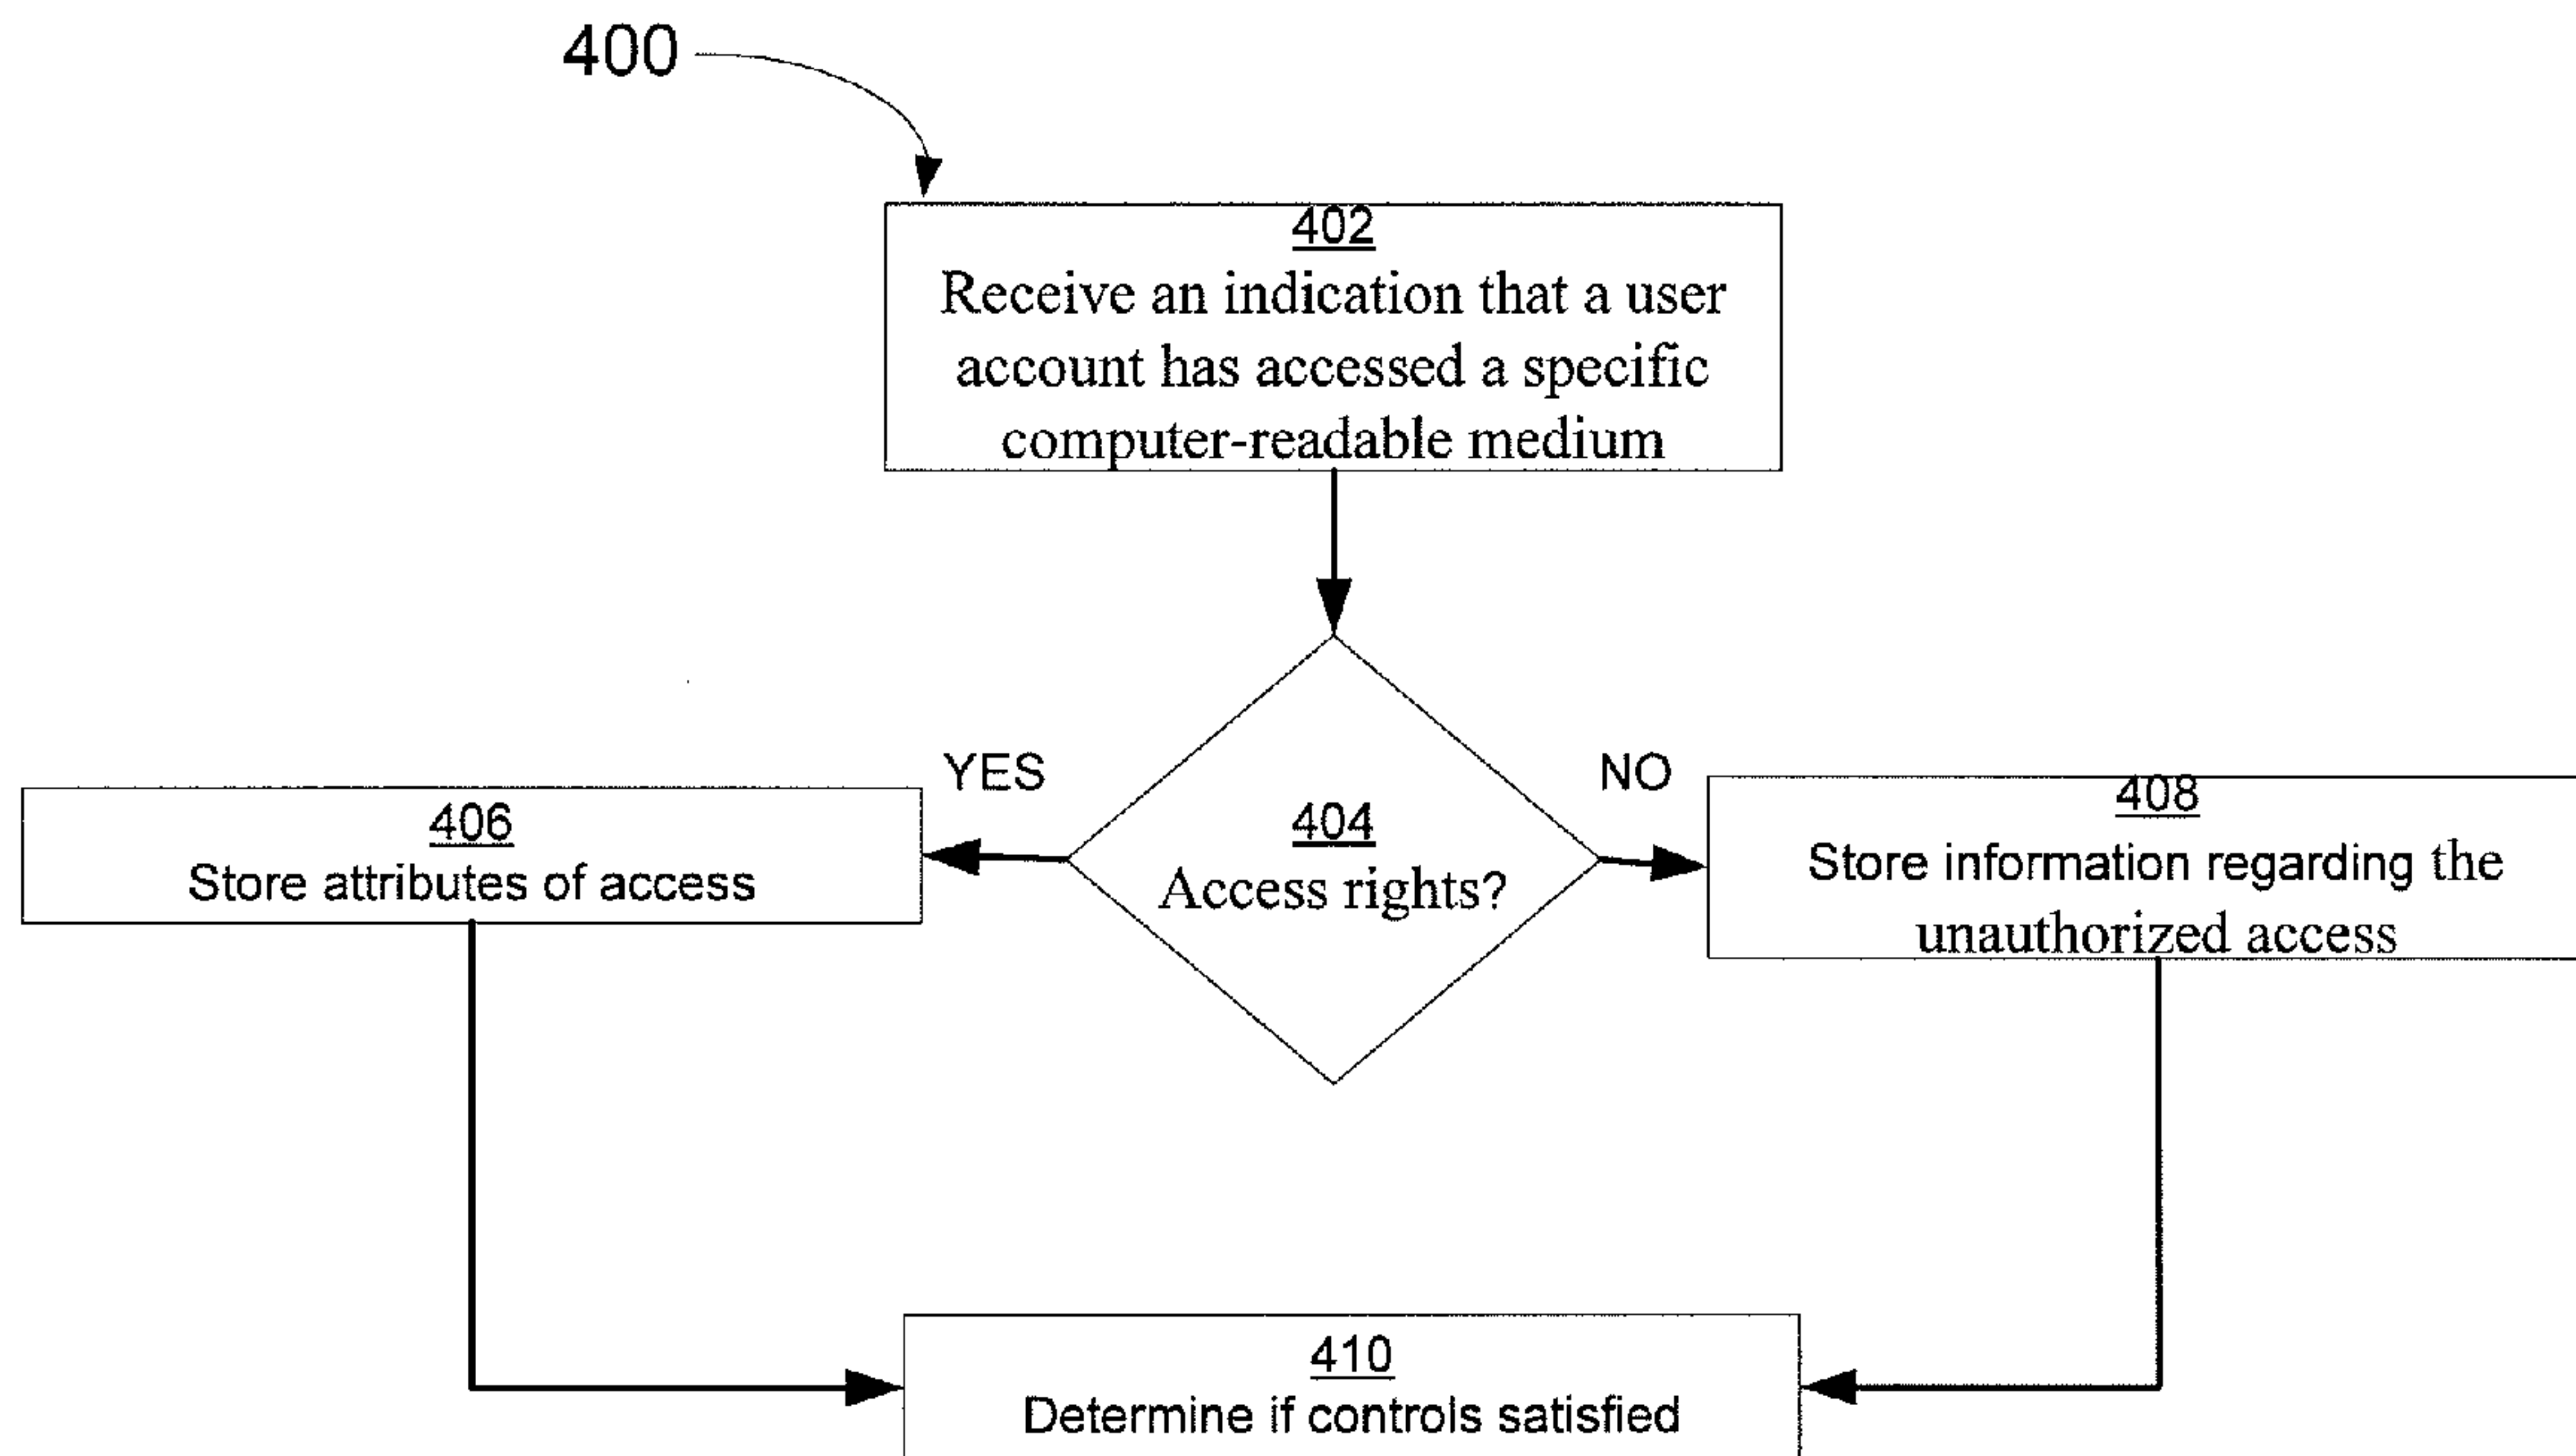 400
402
Receive an indication that a user
account has accessed a specific
computer-readable medium
YES
NO
406
Store attributes of access
404
Access rights?
408
Store information regarding the
unauthorized access
410
Determine if controls satisfied